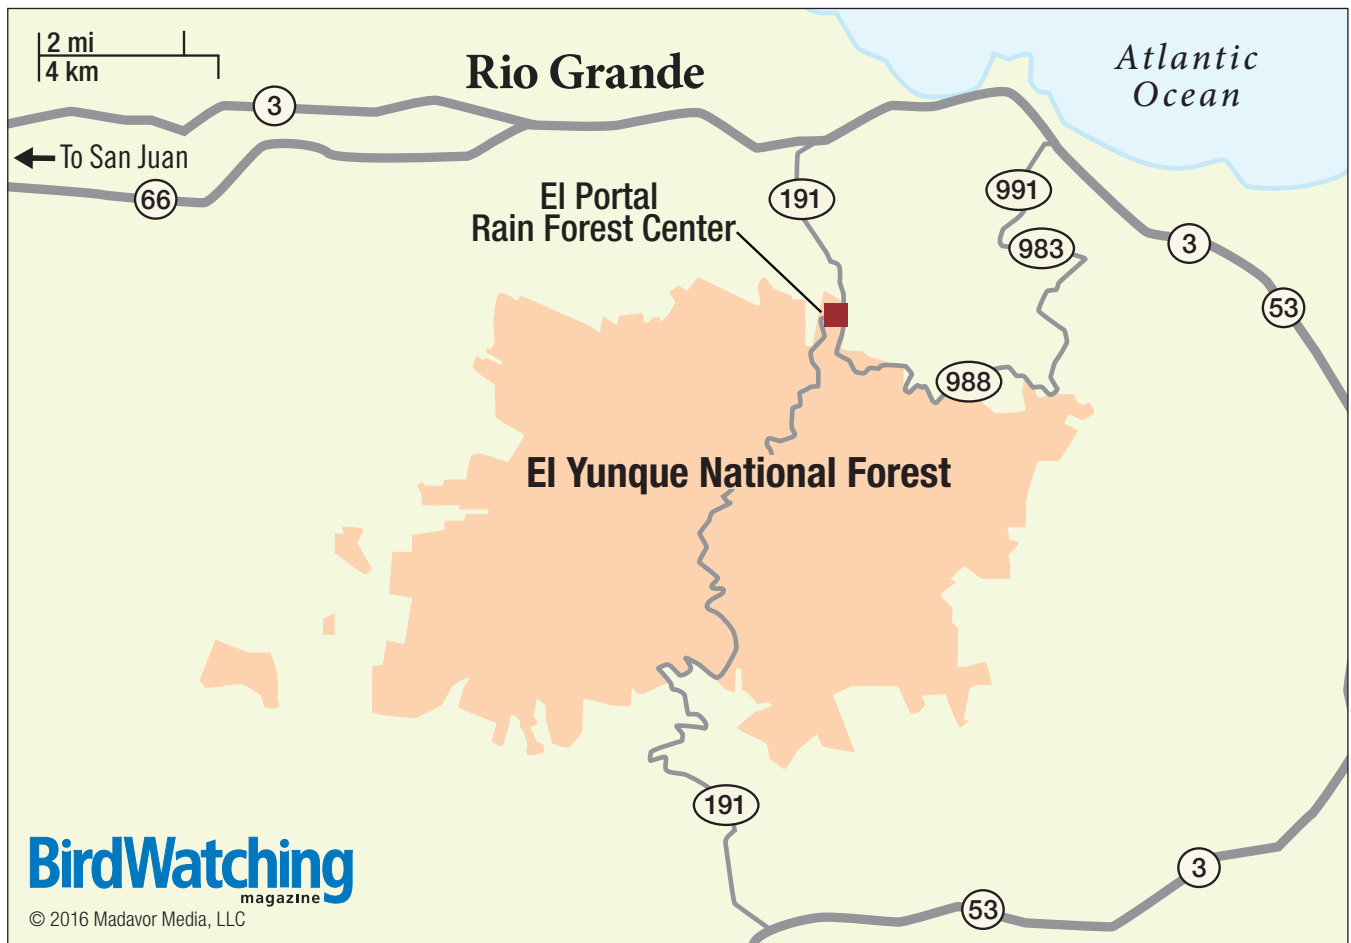 2 mi
4 km
Rio Grande
Atlantic
Ocean
3
To San Juan
66
El Portal
Rain Forest Center
191
991
983
3
53
988
El Yunque National Forest
191
BirdWatching
magazine
© 2016 Madavor Media, LLC
3
53